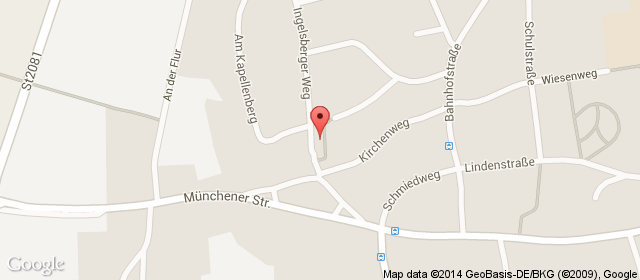 St2081
An der Flur
Am Kapellenberg
Ingelsberger Weg
Bahnhofstraße
Schulstraße
Wiesenweg
Kirchenweg
Lindenstraße
Schmiedweg
Münchener Str.
Google
Map data ©2014 GeoBasis-DE/BKG (©2009), Google